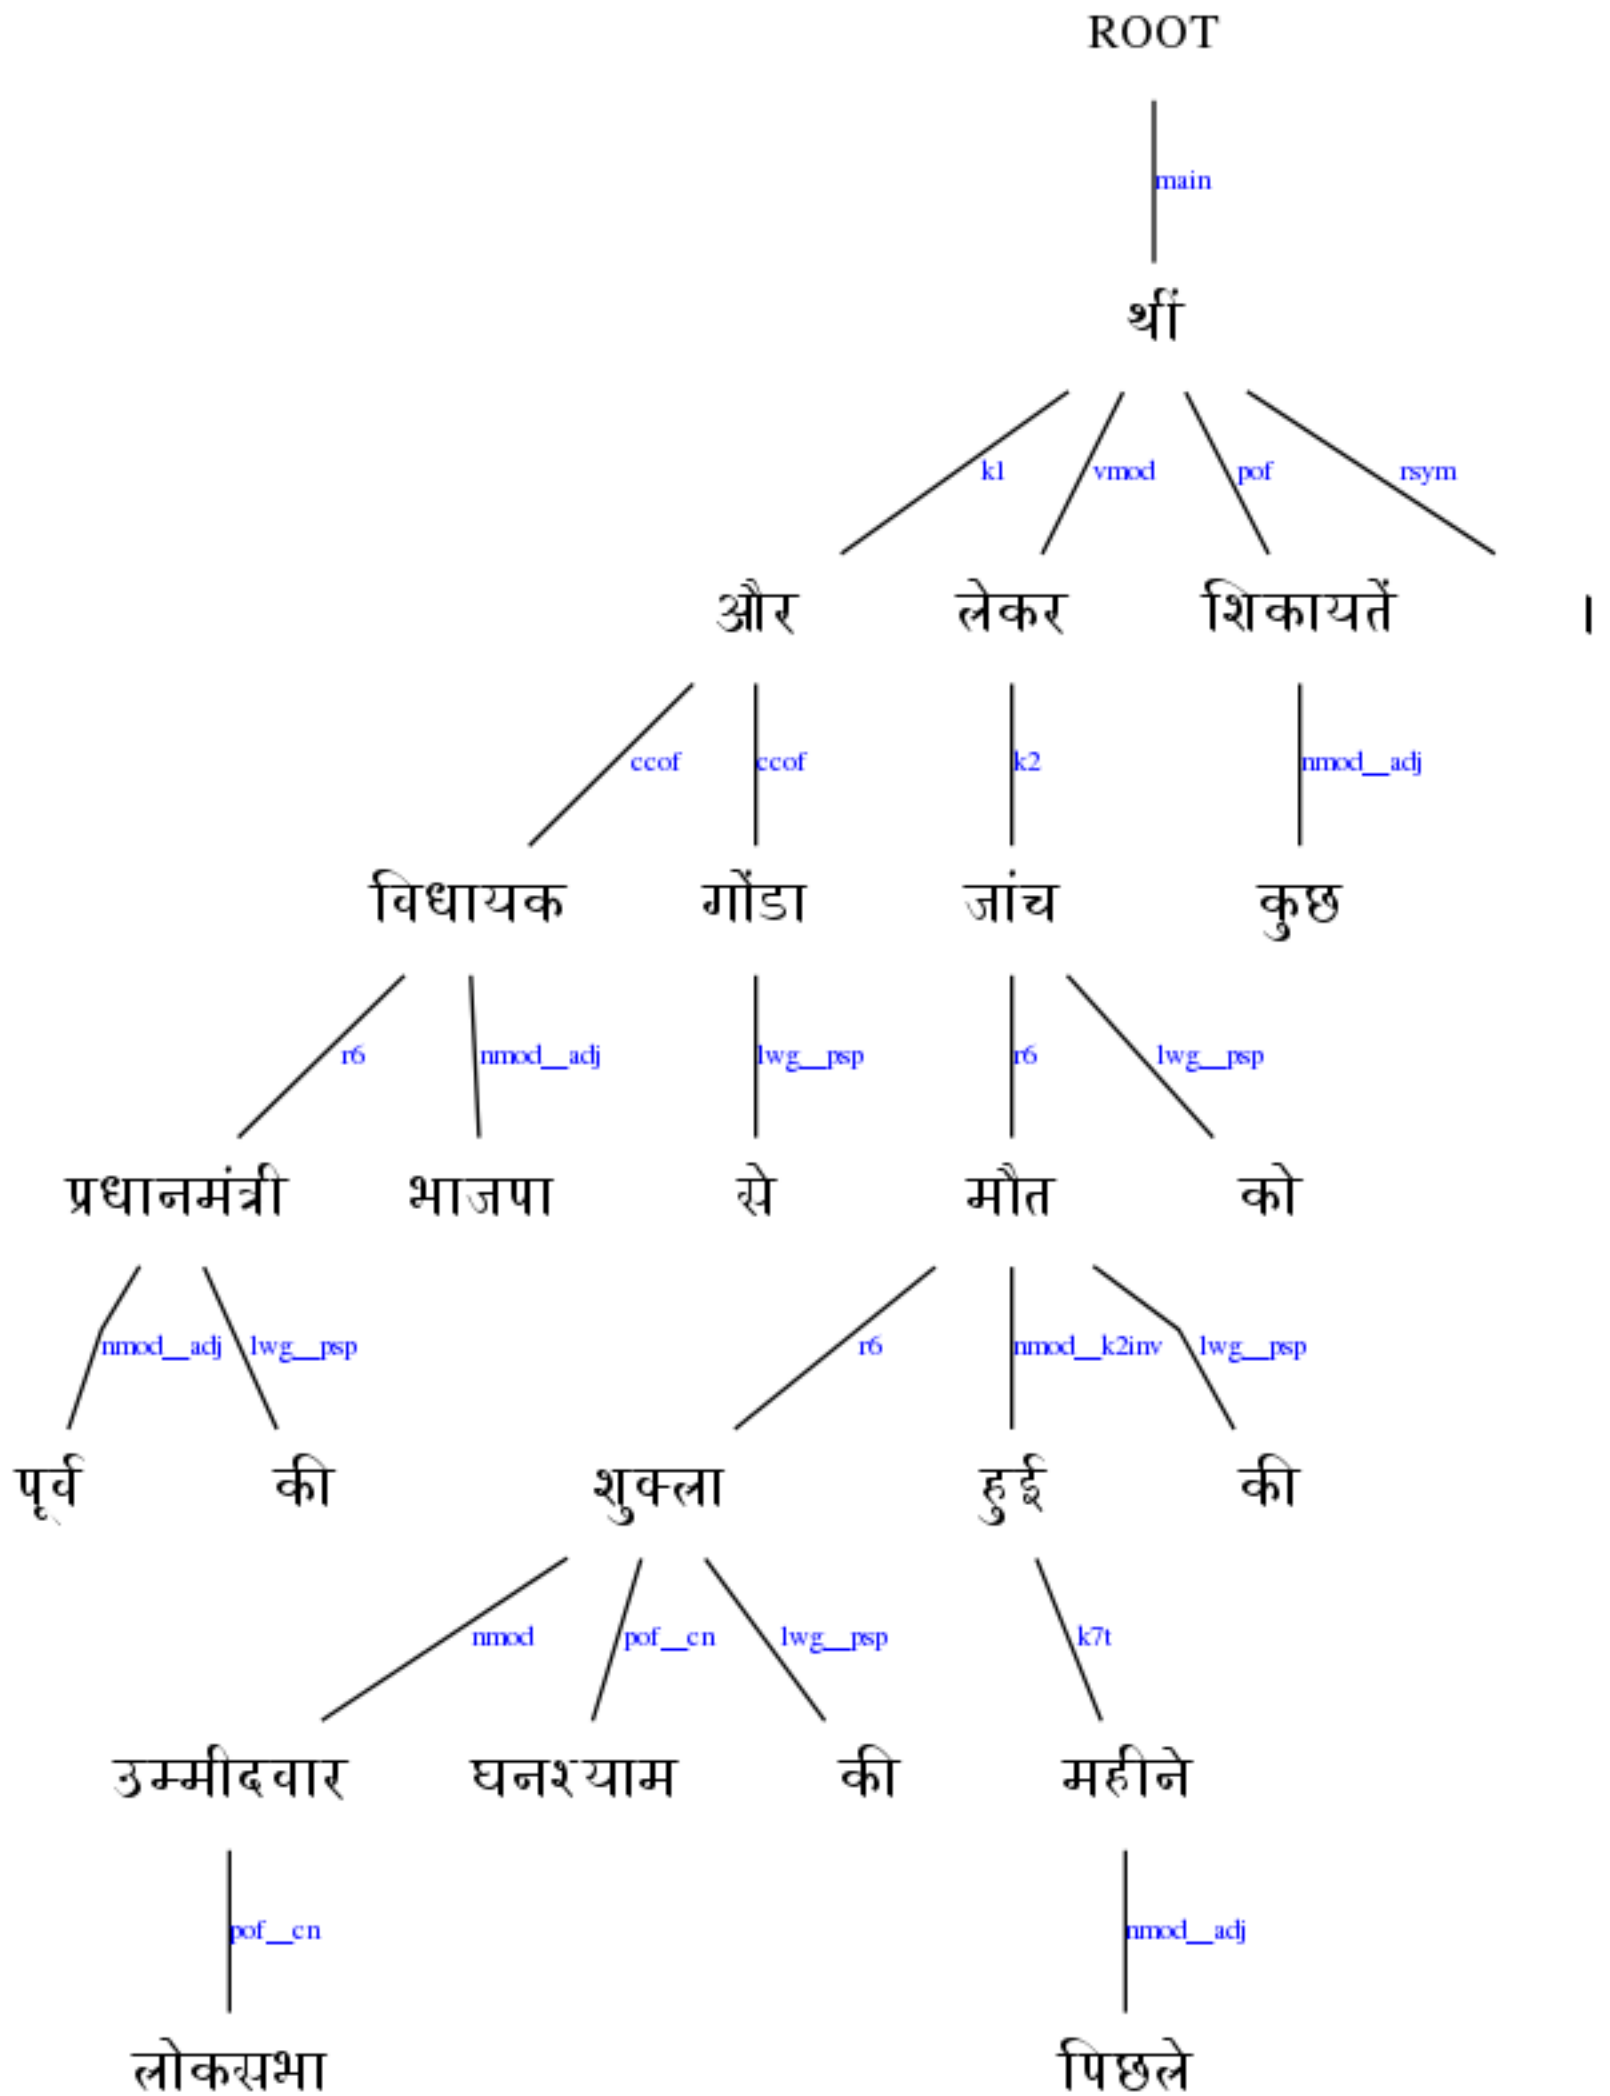 ROOT
main
थीं
k1 vmod pof rsym
और लेकर शिकायतें ।
ccof ccof k2 nmod__adj
विधायक गोंडा जांच कुछ
r6 nmod__adj lwg__psp r6 lwg__psp
प्रधानमंत्री भाजपा से मौत को
nmod__adj lwg__psp r6 nmod__k2inv lwg__psp
पूर्व की शुक्ला हुई की
nmod pof__cn lwg__psp k7t
उम्मीदवार घनश्याम की महीने
pof__cn nmod__adj
लोकसभा पिछले